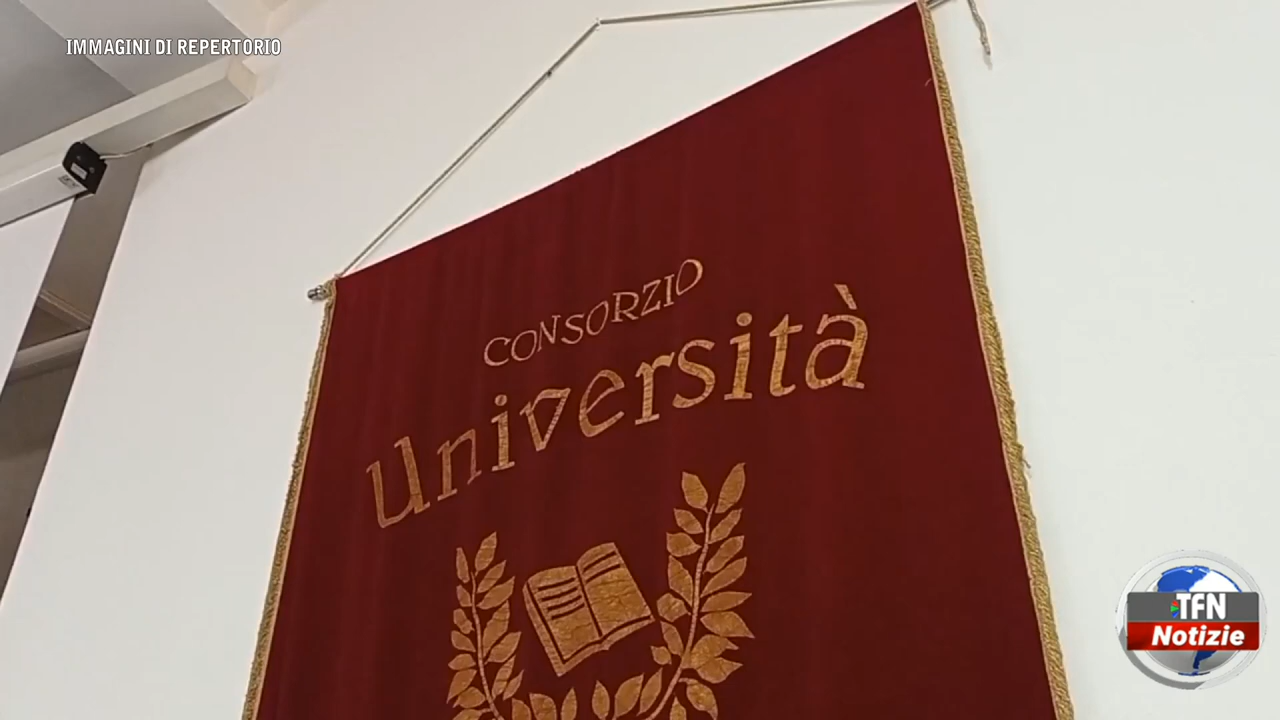 IMMAGINI DI REPERTORIO
CONSORZIO
Università
TFN
Notizie